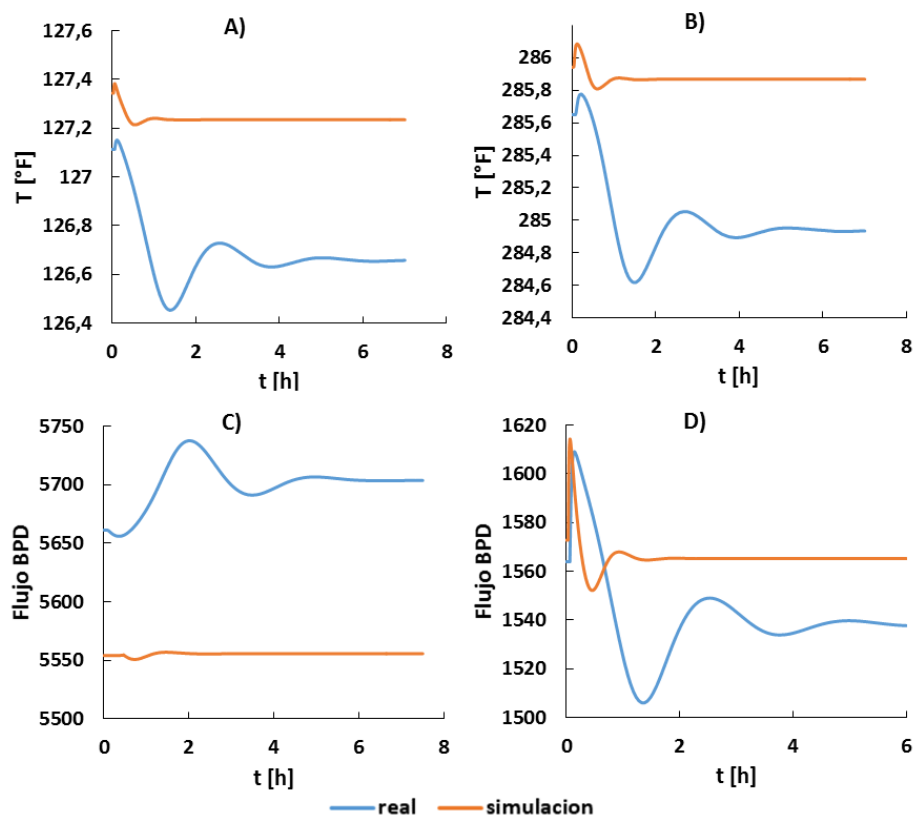 A)
T [°F]
127,6
127,4
127,2
127
126,8
126,6
126,4
0 2 4 6 8
t [h]
B)
T [°F]
286
285,8
285,6
285,4
285,2
285
284,8
284,6
284,4
0 2 4 6 8
t [h]
C)
Flujo BPD
5750
5700
5650
5600
5550
5500
0 2 4 6 8
t [h]
D)
Flujo BPD
1620
1600
1580
1560
1540
1520
1500
0 2 4 6
t [h]
real simulacion